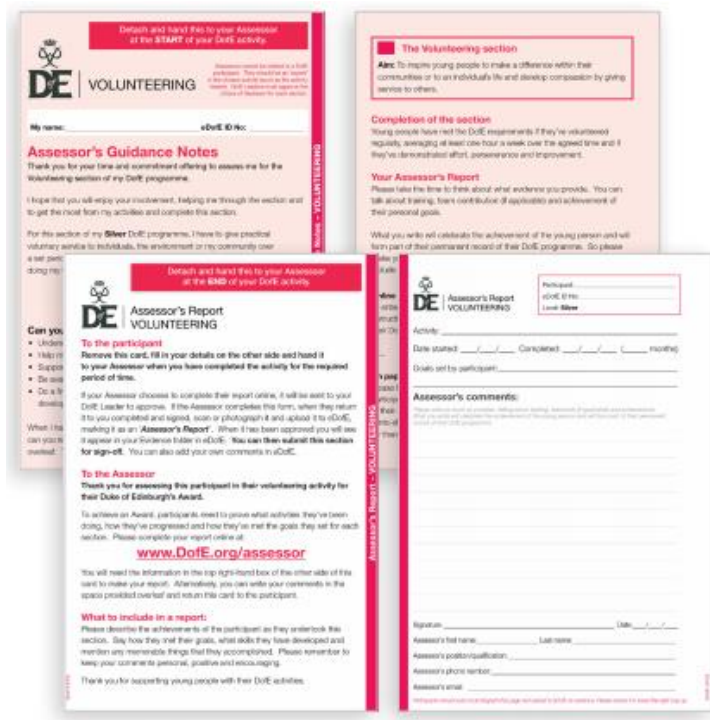 Detach and hand this to your Assessor
at the START of your DofE activity.
DE
VOLUNTEERING
My name:
eDofE ID No:
Assessor's Guidance Notes
Thank you for your time and commitment offering to assess me for the
Volunteering section of my DofE programme.
I hope that you will enjoy your involvement, helping me through the section and
to get the most from my activities and complete this section.
For this section of my Silver DofE programme, I have to give practical
voluntary service to individuals, the environment or my community over
a set
doing my
Can you
Notes – VOLUNTEERING
The Volunteering section
Aim: To inspire young people to make a difference within their
communities or to an individual's life and develop compassion by giving
service to others.
Completion of the section
Young people have met the DofE requirements if they've volunteered
regularly, averaging at least one hour a week over the agreed time and if
they've demonstrated effort, perseverance and improvement.
Your Assessor's Report
Please take the time to think about what evidence you provide. You can
talk about training, team contribution (if applicable) and achievement of
their personal goals.
What you write will celebrate the achievement of the young person and will
form part of their permanent record of their DofE programme. So please
Detach and hand this to your Assessor
at the END of your DofE activity.
DE
Assessor's Report
VOLUNTEERING
To the participant
Remove this card, fill in your details on the other side and hand it
to your Assessor when you have completed the activity for the required
period of time.
If your Assessor chooses to complete their report online, it will be sent to your
DofE Leader to approve. If the Assessor completes this form, when they return
it to you completed and signed, scan or photograph it and upload it to eDofE,
marking it as an 'Assessor's Report'. When it has been approved you will see
it appear in your Evidence folder in eDofE. You can then submit this section
for sign-off. You can also add your own comments in eDofE.
To the Assessor
Thank you for assessing this participant in their volunteering activity for
their Duke of Edinburgh's Award.
To achieve an Award, participants need to prove what activities they've been
doing, how they've progressed and how they've met the goals they set for each
section. Please complete your report online at:
www.DofE.org/assessor
You will need the information in the top right-hand box of the other side of this
card to make your report. Alternatively, you can write your comments in the
space provided overleaf and return this card to the participant.
What to include in a report:
Please describe the achievements of the participant as they undertook this
section. Say how they met their goals, what skills they have developed and
mention any memorable things that they accomplished. Please remember to
keep your comments personal, positive and encouraging.
Thank you for supporting young people with their DofE activities.
Assessor's Report – VOLUNTEERING
DE
Assessor's Report
VOLUNTEERING
Participant:
eDofE ID No:
Level: Silver
Activity:
Date started: __/__/__ Completed: __/__/__ (____ months)
Goals set by participant:
Assessor's comments:
Signature: Date: __/__/__
Assessor's first name: Last name:
Assessor's position/qualification:
Assessor's phone number:
Assessor's email: